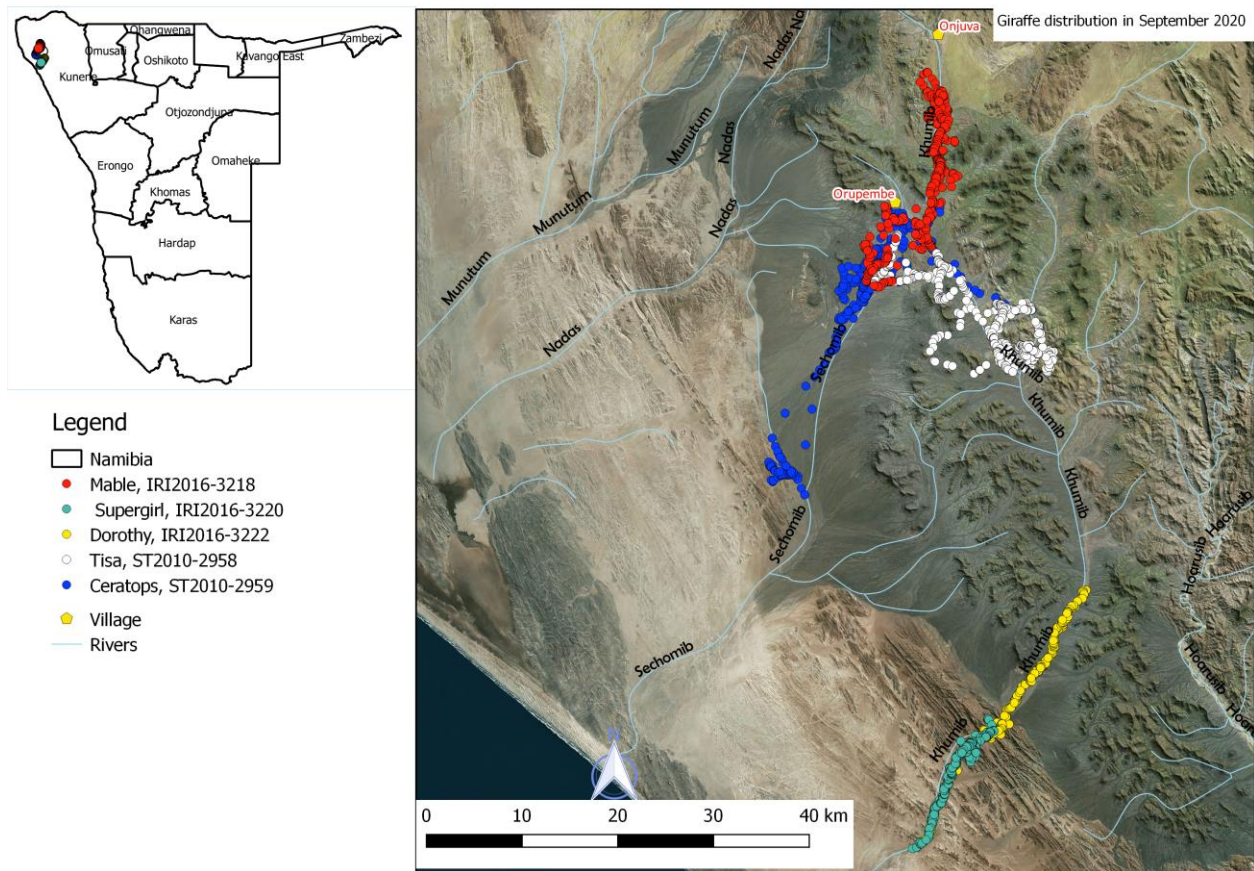 Giraffe distribution in September 2020
Ohangwena
Omusati
Oshikoto
Kavango East
Zambezi
Kunene
Otjozondjupa
Erongo
Omaheke
Khomas
Hardap
Karas
Legend
Namibia
Mable, IRI2016-3218
Supergirl, IRI2016-3220
Dorothy, IRI2016-3222
Tisa, ST2010-2958
Ceratops, ST2010-2959
Village
Rivers
Onjuva
Nadas
Munutum
Nadas
Khumib
Orupembe
Munutum
Nadas
Munutum
Nadas
Sechomib
Khumib
Khumib
Khumib
Sechomib
Hoarusib
Hoarusib
Khumib
Sechomib
Hoarusib
Khumib
N
0 10 20 30 40 km